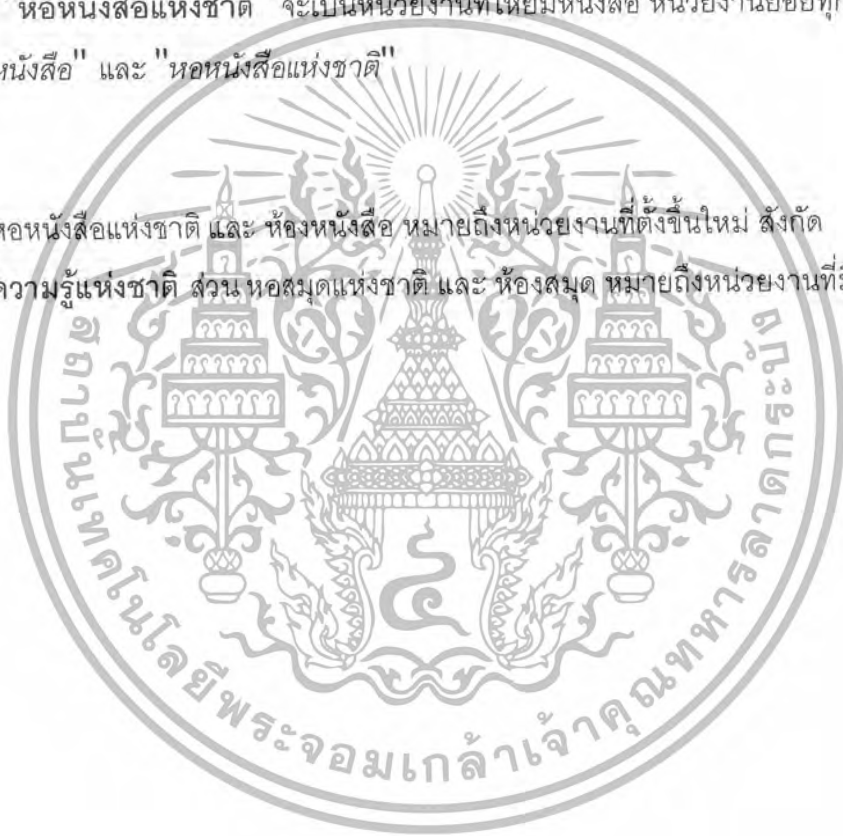 หอหนังสือแห่งชาติ จะเป็นหน่วยงานที่ให้ยืมหนังสือ หน่วยงานย่อย
หนังสือ" และ "หอหนังสือแห่งชาติ"
หอหนังสือแห่งชาติ และ ห้องหนังสือ หมายถึงหน่วยงานที่ตั้งขึ้นใหม่ สังกัด
ความรู้แห่งชาติ ส่วน หอสมุดแห่งชาติ และ ห้องสมุด หมายถึงหน่วยงานที่
สถาบันเทคโนโลยีพระจอมเกล้าเจ้าคุณทหารลาดกระบัง
๔